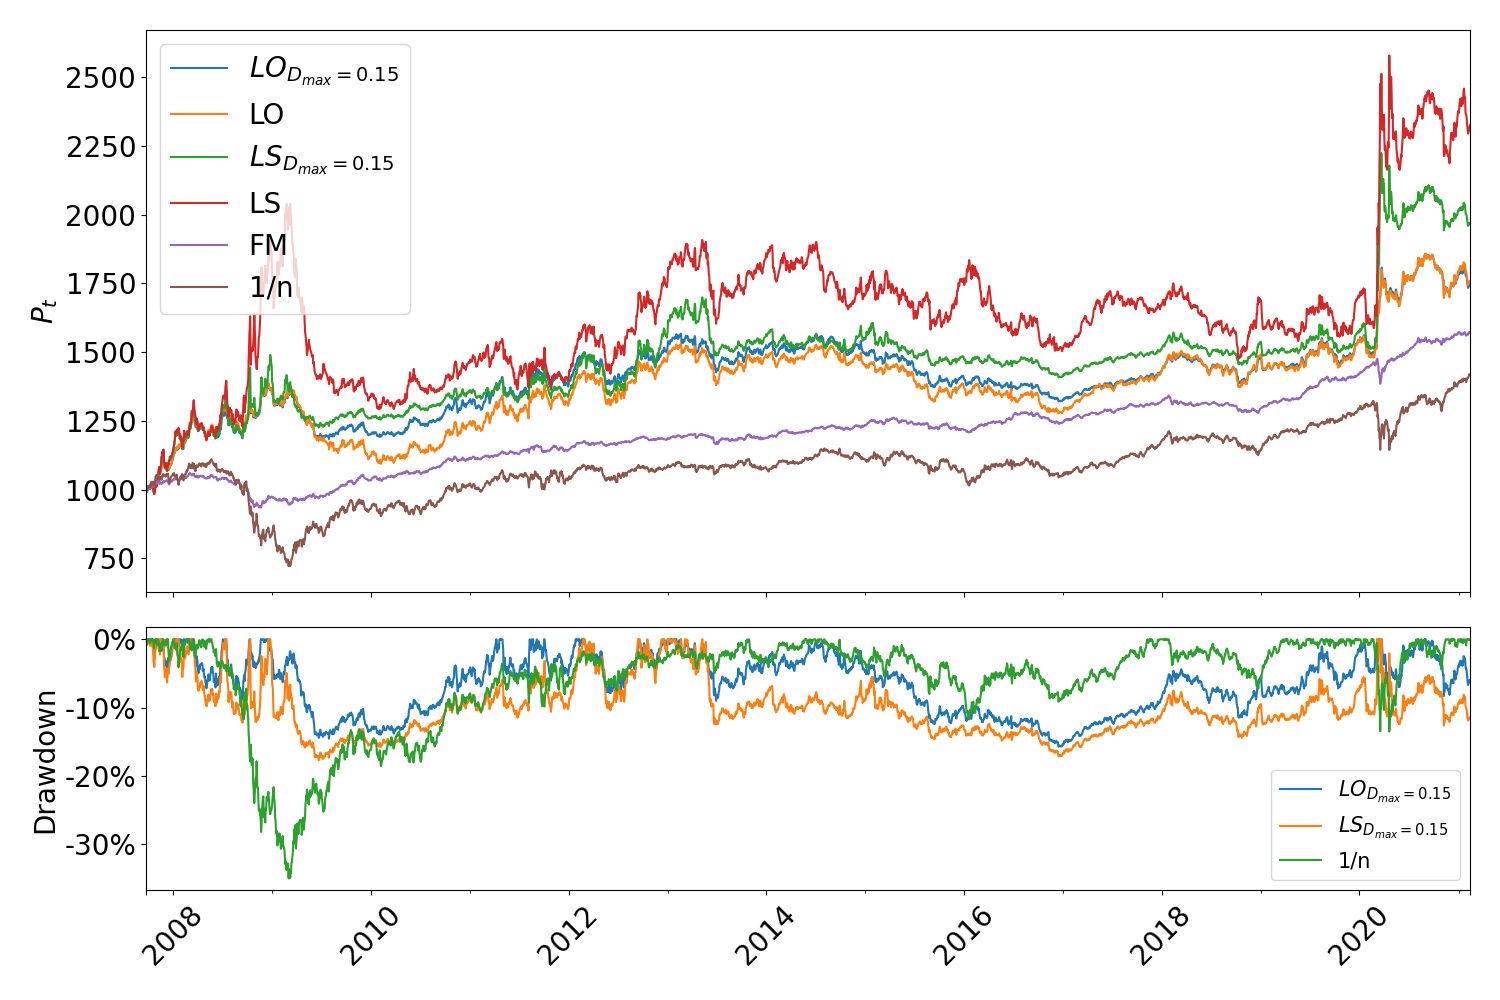 2500
2250
2000
1750
1500
1250
1000
750
P_t
LO_{D_{max}=0.15}
LO
LS_{D_{max}=0.15}
LS
FM
1/n
0%
-10%
-20%
-30%
Drawdown
LO_{D_{max}=0.15}
LS_{D_{max}=0.15}
1/n
2008
2010
2012
2014
2016
2018
2020